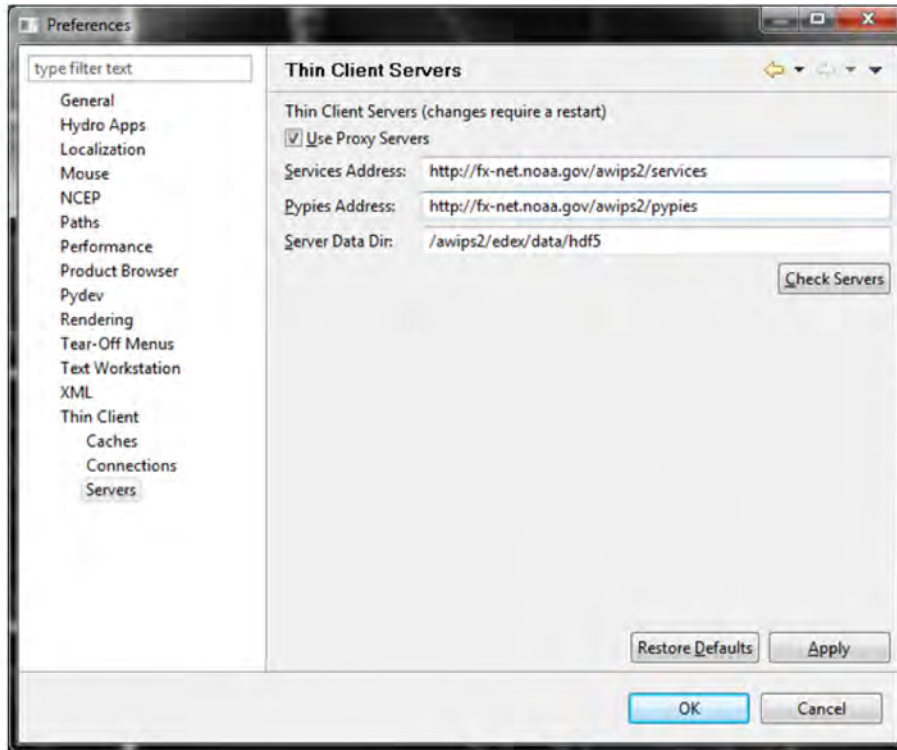 Preferences
type filter text
General
Hydro Apps
Localization
Mouse
NCEP
Paths
Performance
Product Browser
Pydev
Rendering
Tear-Off Menus
Text Workstation
XML
Thin Client
Caches
Connections
Servers
Thin Client Servers
Thin Client Servers (changes require a restart)
Use Proxy Servers
Services Address: http://fx-net.noaa.gov/awips2/services
Pypies Address: http://fx-net.noaa.gov/awips2/pypies
Server Data Dir: /awips2/edex/data/hdf5
Check Servers
Restore Defaults Apply
OK Cancel